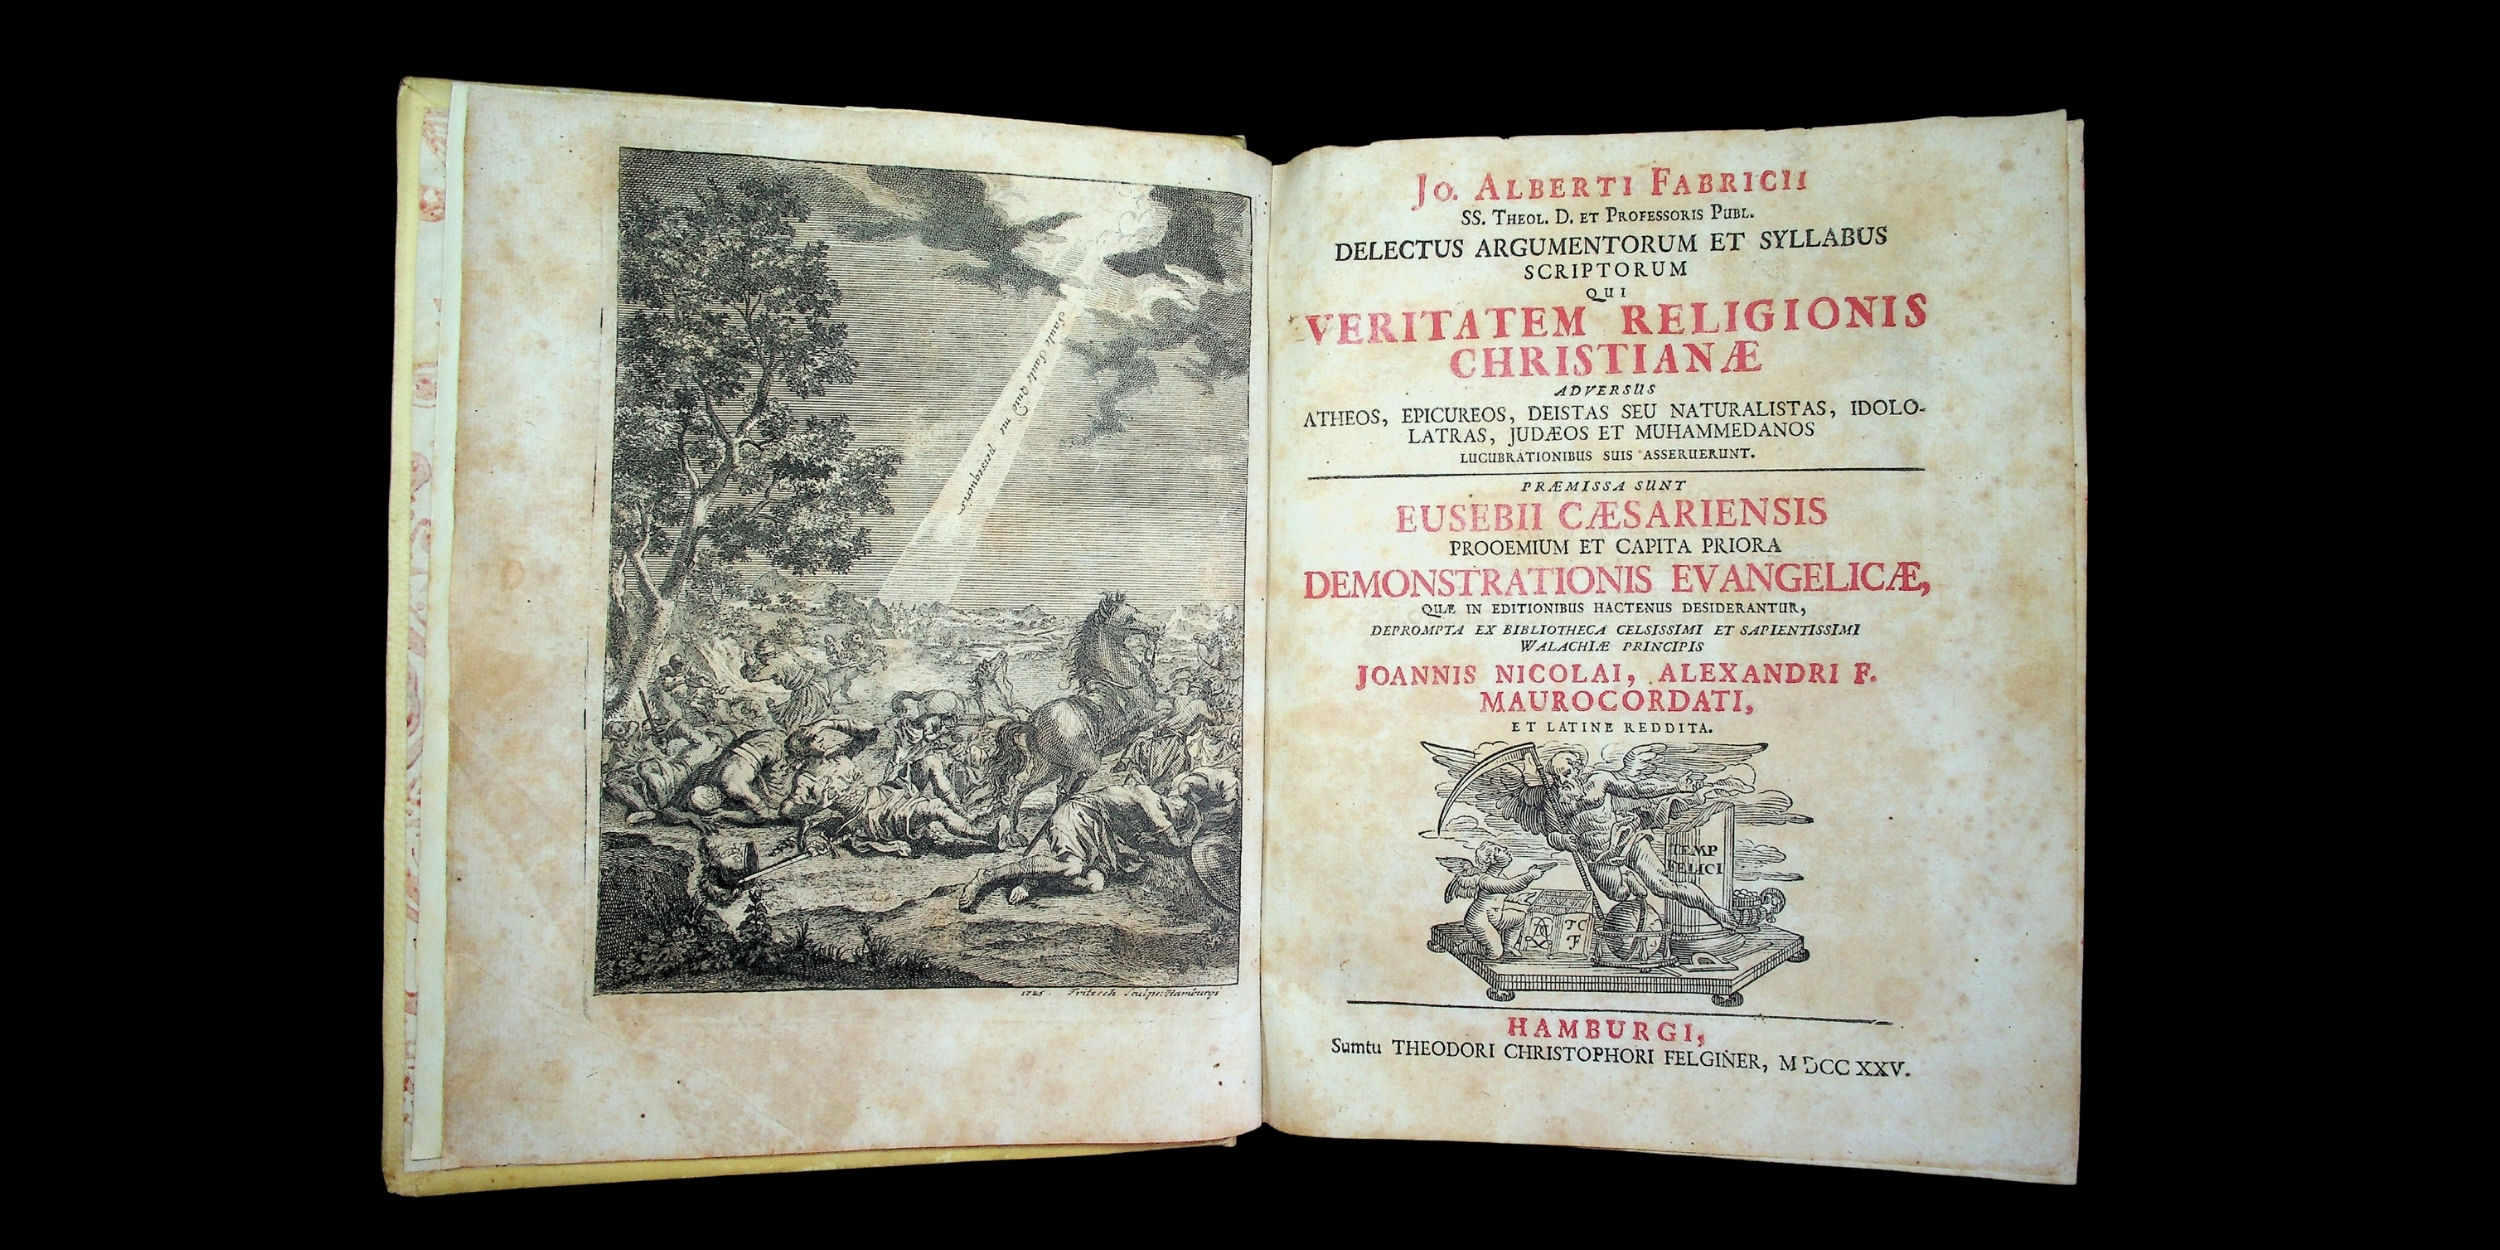 Saule Saule Quid me persequeris
1725. Fritzsch Sculps: Hamburgi
JO. ALBERTI FABRICII
SS. THEOL. D. ET PROFESSORIS PUBL.
DELECTUS ARGUMENTORUM ET SYLLABUS
SCRIPTORUM
QUI
VERITATEM RELIGIONIS
CHRISTIANÆ
ADVERSUS
ATHEOS, EPICUREOS, DEISTAS SEU NATURALISTAS, IDOLO-
LATRAS, JUDÆOS ET MUHAMMEDANOS
LUCUBRATIONIBUS SUIS ASSERUERUNT.
PRÆMISSA SUNT
EUSEBII CÆSARIENSIS
PROOEMIUM ET CAPITA PRIORA
DEMONSTRATIONIS EVANGELICÆ,
QUÆ IN EDITIONIBUS HACTENUS DESIDERANTUR,
DEPROMPTA EX BIBLIOTHECA CELSISSIMI ET SAPIENTISSIMI
WALACHIÆ PRINCIPIS
JOANNIS NICOLAI, ALEXANDRI F.
MAUROCORDATI,
ET LATINE REDDITA.
TEMP
FELICI
TC
F
HAMBURGI,
Sumtu THEODORI CHRISTOPHORI FELGINER, M DCC XXV.